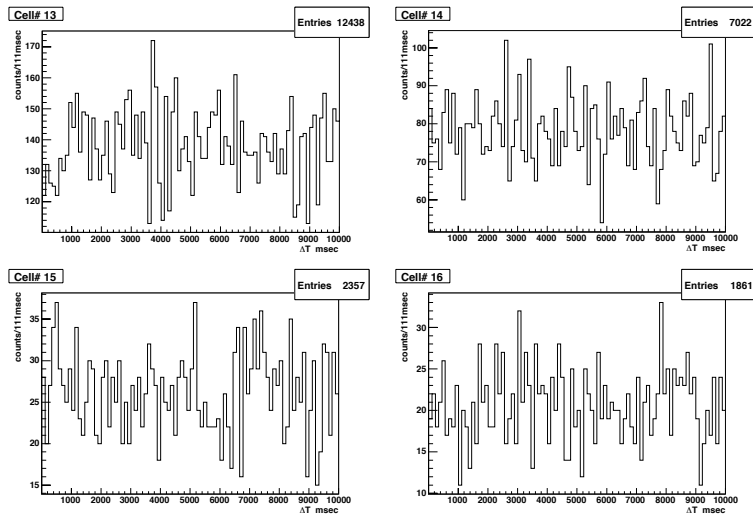 Cell# 13
Entries 12438
counts/111msec
170
160
150
140
130
120
1000 2000 3000 4000 5000 6000 7000 8000 9000 10000
ΔT msec
Cell# 14
Entries 7022
counts/111msec
100
90
80
70
60
1000 2000 3000 4000 5000 6000 7000 8000 9000 10000
ΔT msec
Cell# 15
Entries 2357
counts/111msec
35
30
25
20
15
1000 2000 3000 4000 5000 6000 7000 8000 9000 10000
ΔT msec
Cell# 16
Entries 1861
counts/111msec
30
25
20
15
10
1000 2000 3000 4000 5000 6000 7000 8000 9000 10000
ΔT msec